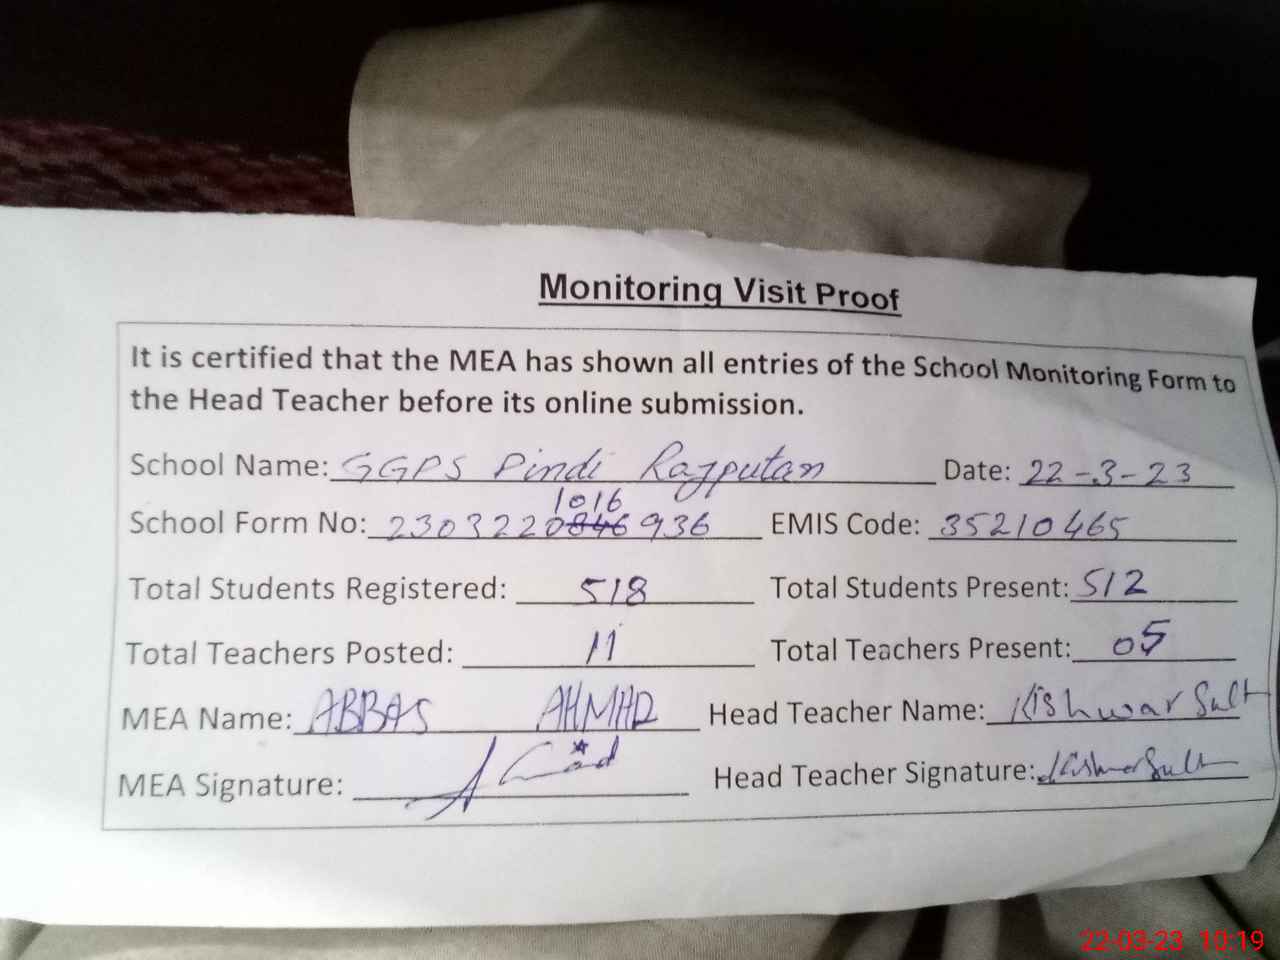 Monitoring Visit Proof
It is certified that the MEA has shown all entries of the School Monitoring Form to
the Head Teacher before its online submission.
School Name: GGPS Pindi Rajputan Date: 22-3-23
1016
School Form No: 2303220846936 EMIS Code: 35210465
Total Students Registered: 518 Total Students Present: 512
Total Teachers Posted: 11 Total Teachers Present: 05
MEA Name: ABBAS AHMAD Head Teacher Name: Kishwar Sult
MEA Signature: Head Teacher Signature: Kishwar Sult
22-03-23 10:19